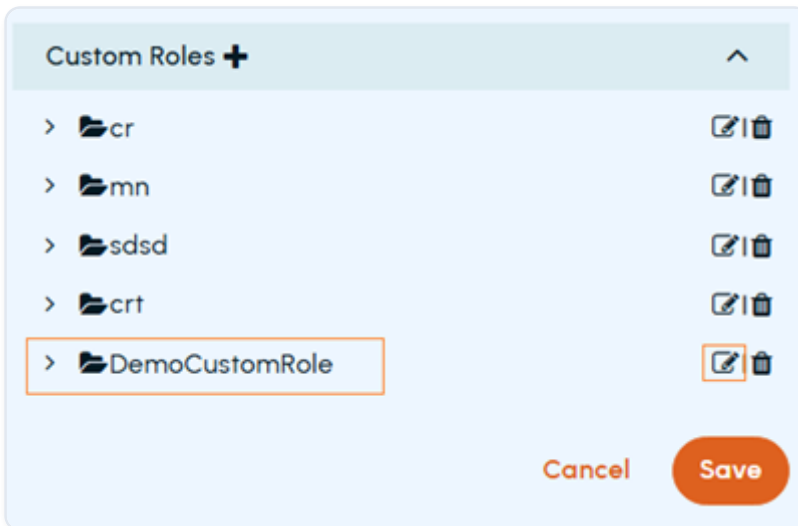 Custom Roles
cr
mn
sdsd
crt
DemoCustomRole
Cancel Save